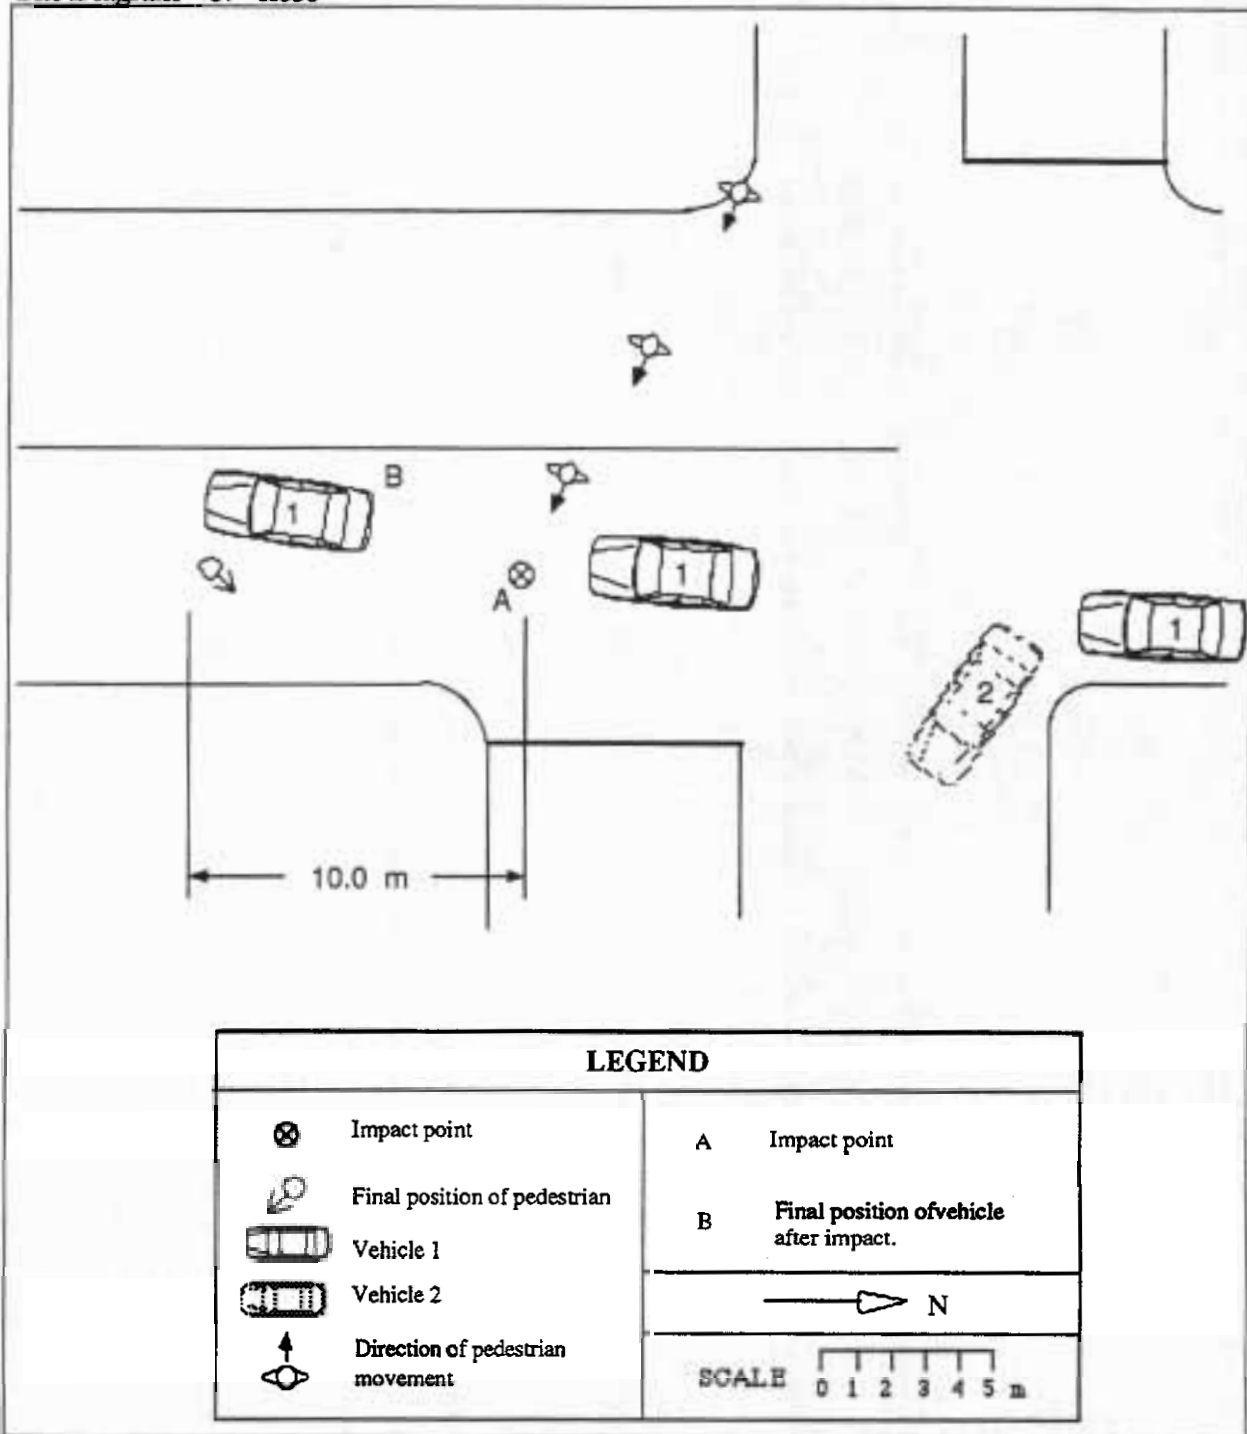 B
1
A
1
1
2
10.0 m
LEGEND
Impact point
Final position of pedestrian
Vehicle 1
Vehicle 2
Direction of pedestrian
movement
A Impact point
B Final position ofvehicle
after impact.
N
SCALE 0 1 2 3 4 5 m